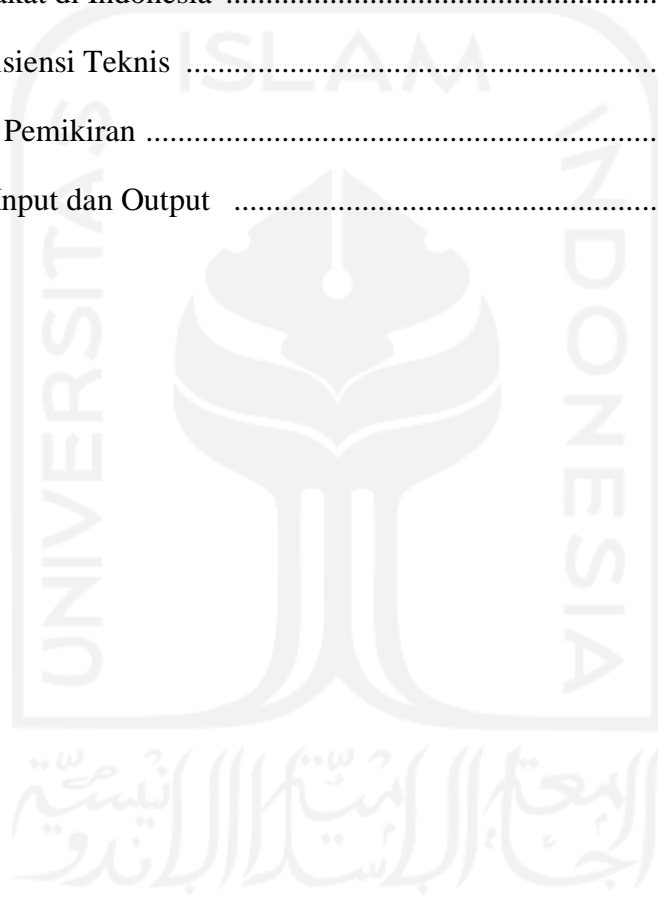 akat di Indonesia ..............................................................
siensi Teknis ...................................................................
Pemikiran ........................................................................
Input dan Output ............................................................
ISLAM
UNIVERSITAS
INDONESIA